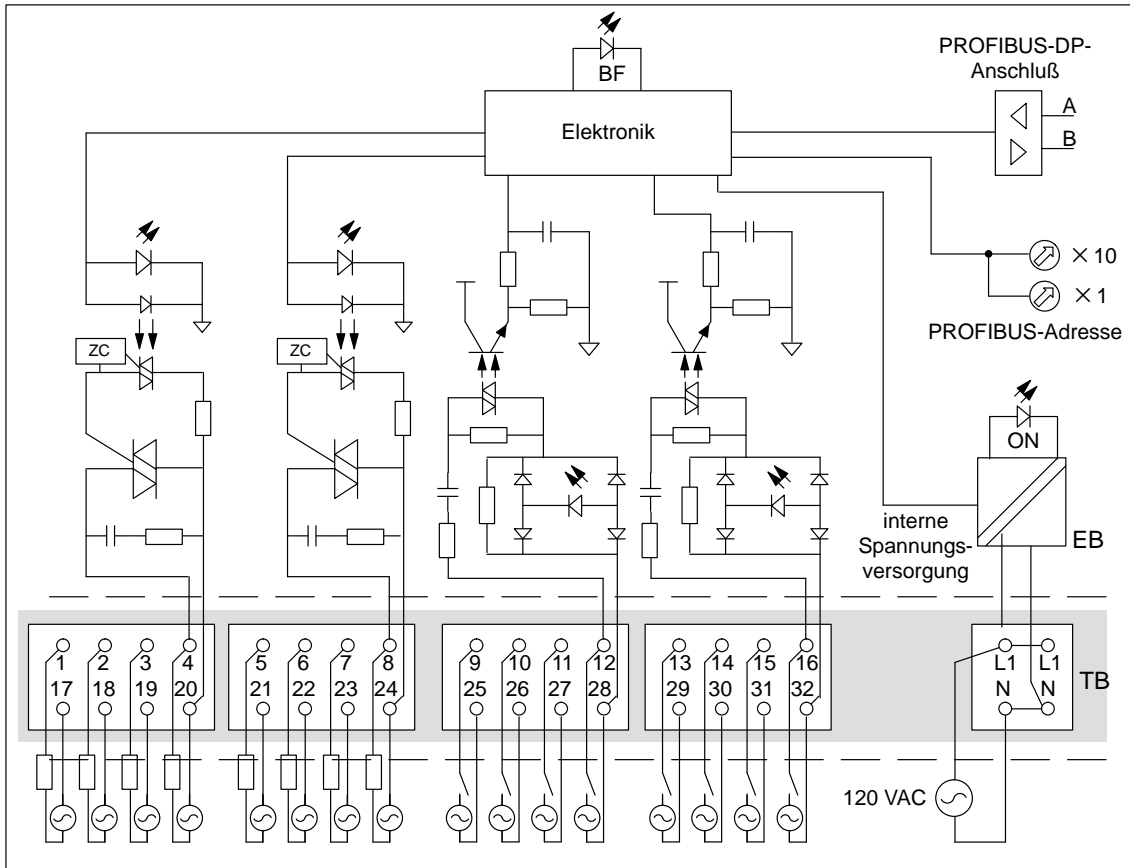 PROFIBUS-DP-
Anschluß
BF
A
Elektronik
B
× 10
× 1
PROFIBUS-Adresse
ZC
ZC
ON
interne
Spannungs-
versorgung
EB
1 2 3 4 5 6 7 8 9 10 11 12 13 14 15 16 L1 L1
17 18 19 20 21 22 23 24 25 26 27 28 29 30 31 32 N N
TB
120 VAC